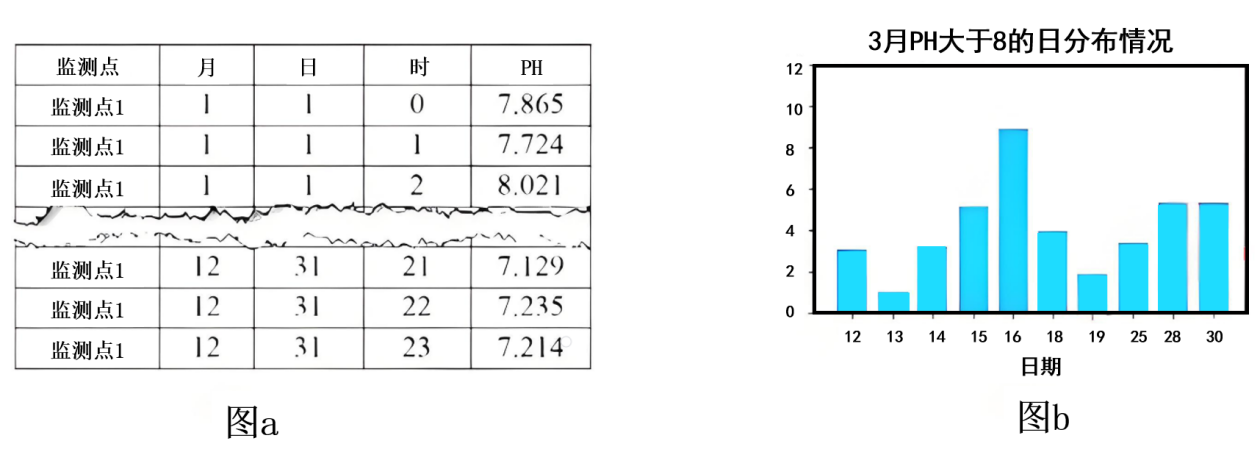 监测点 月 日 时 PH
监测点1 1 1 0 7.865
监测点1 1 1 1 7.724
监测点1 1 1 2 8.021
监测点1 12 31 21 7.129
监测点1 12 31 22 7.235
监测点1 12 31 23 7.214
图a
3月PH大于8的日分布情况
12
10
8
6
4
2
0
12 13 14 15 16 18 19 25 28 30
日期
图b